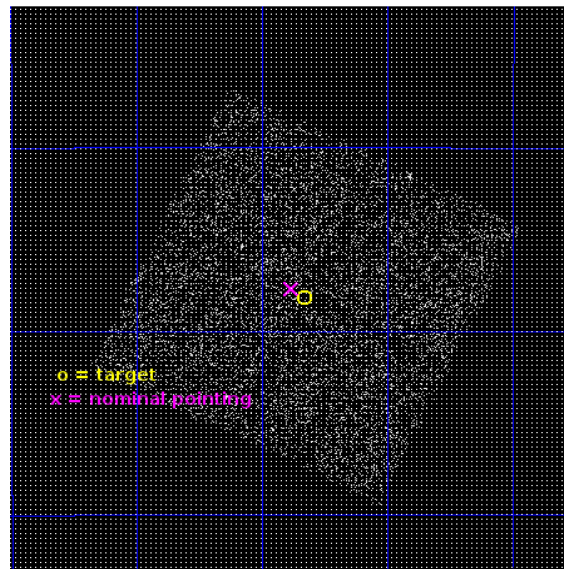 o = target
x = nominal pointing